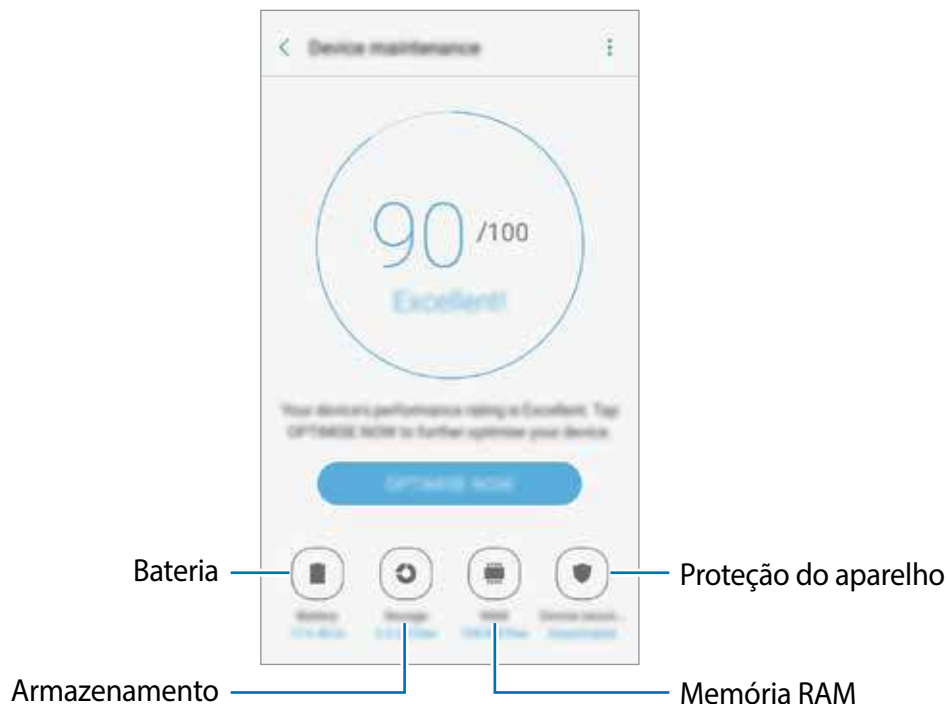 Device maintenance
90 /100
Excellent!
Your device's performance rating is Excellent. Tap
OPTIMISE NOW to further optimise your device.
OPTIMISE NOW
Bateria
Proteção do aparelho
Battery
Storage
RAM
Armazenamento
Memória RAM